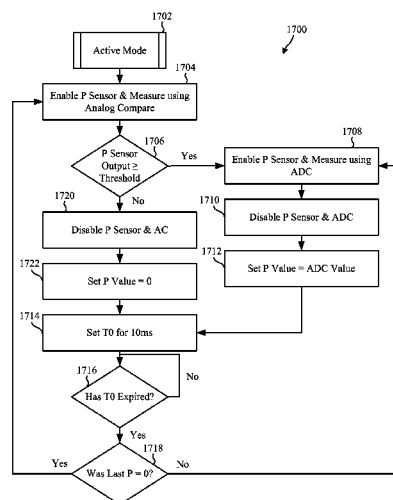 1702
1700
Active Mode
1704
Enable P Sensor & Measure using
Analog Compare
1706
P Sensor
Output ≥
Threshold
Yes
No
1708
Enable P Sensor & Measure using
ADC
1710
Disable P Sensor & ADC
1712
Set P Value = ADC Value
1720
Disable P Sensor & AC
1722
Set P Value = 0
1714
Set T0 for 10ms
1716
Has T0 Expired?
No
Yes
1718
Was Last P = 0?
Yes
No